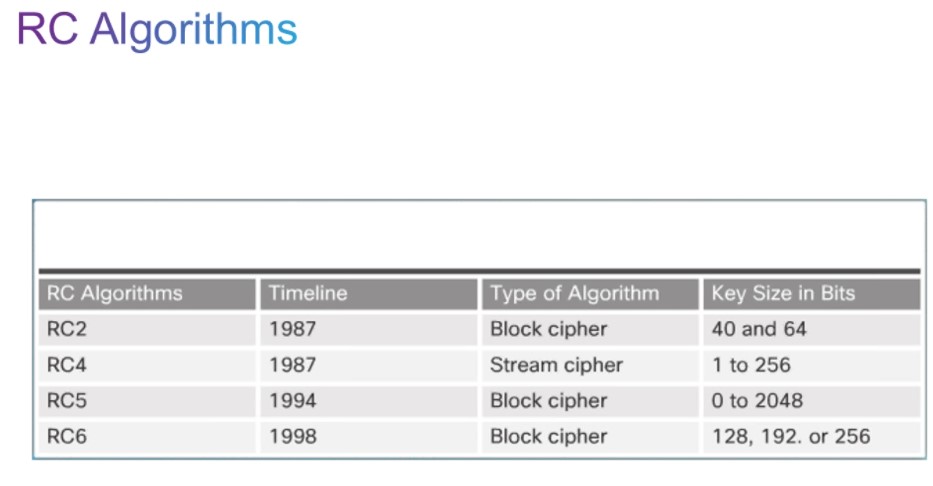 RC Algorithms
RC Algorithms Timeline Type of Algorithm Key Size in Bits
RC2 1987 Block cipher 40 and 64
RC4 1987 Stream cipher 1 to 256
RC5 1994 Block cipher 0 to 2048
RC6 1998 Block cipher 128, 192. or 256